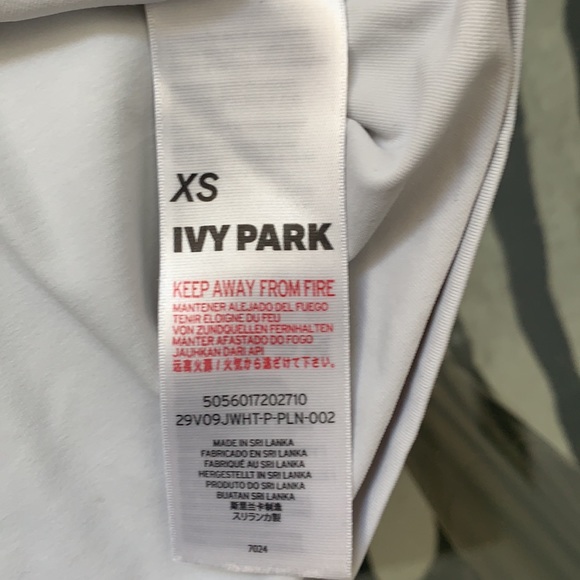 XS
IVY PARK
KEEP AWAY FROM FIRE
MANTENER ALEJADO DEL FUEGO
TENIR ELOIGNE DU FEU
VON ZUNDQUELLEN FERNHALTEN
MANTER AFASTADO DO FOGO
JAUHKAN DARI API
远离火源 / 火気から遠ざけて下さい。
5056017202710
29V09JWHT-P-PLN-002
MADE IN SRI LANKA
FABRICADO EN SRI LANKA
FABRIQUÉ AU SRI LANKA
HERGESTELLT IN SRI LANKA
PRODUTO DO SRI LANKA
BUATAN SRI LANKA
斯里兰卡制造
スリランカ製
7024